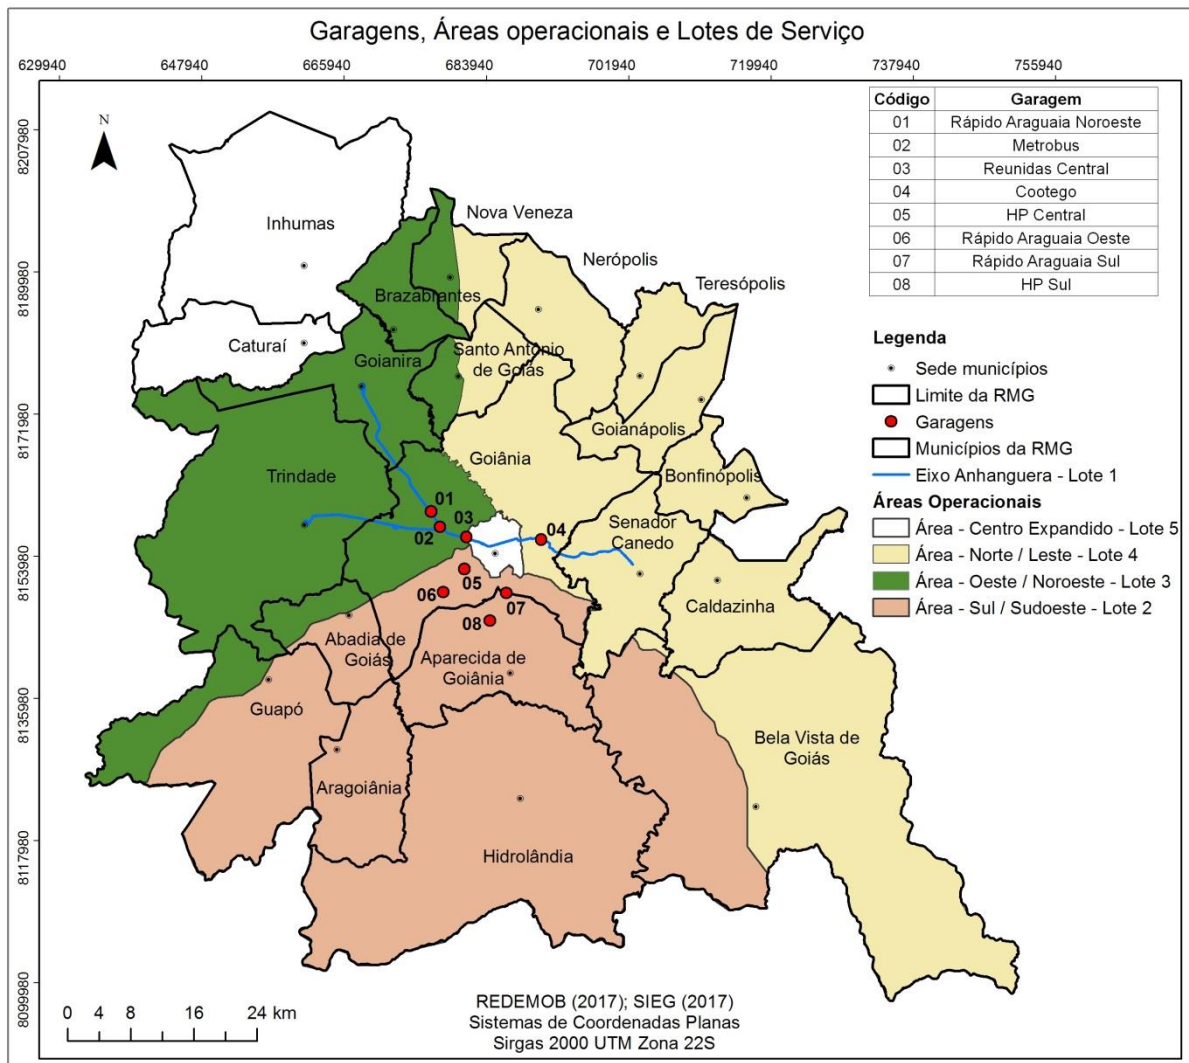 Garagens, Áreas operacionais e Lotes de Serviço
629940 647940 665940 683940 701940 719940 737940 755940
8207980
8189980
8171980
8153980
8135980
8117980
8099980
N
Código Garagem
01 Rápido Araguaia Noroeste
02 Metrobus
03 Reunidas Central
04 Cootego
05 HP Central
06 Rápido Araguaia Oeste
07 Rápido Araguaia Sul
08 HP Sul
Inhumas
Nova Veneza
Nerópolis
Teresópolis
Brazabrantes
Caturaí
Goianira
Santo Antônio
de Goiás
Goianápolis
Trindade
Goiânia
Bonfinópolis
01
02
03
04
Senador
Canedo
05
06
07
08
Caldazinha
Abadia de
Goiás
Aparecida de
Goiânia
Guapó
Bela Vista de
Goiás
Aragoiânia
Hidrolândia
Legenda
Sede municípios
Limite da RMG
Garagens
Municípios da RMG
Eixo Anhanguera - Lote 1
Áreas Operacionais
Área - Centro Expandido - Lote 5
Área - Norte / Leste - Lote 4
Área - Oeste / Noroeste - Lote 3
Área - Sul / Sudoeste - Lote 2
0 4 8 16 24 km
REDEMOB (2017); SIEG (2017)
Sistemas de Coordenadas Planas
Sirgas 2000 UTM Zona 22S